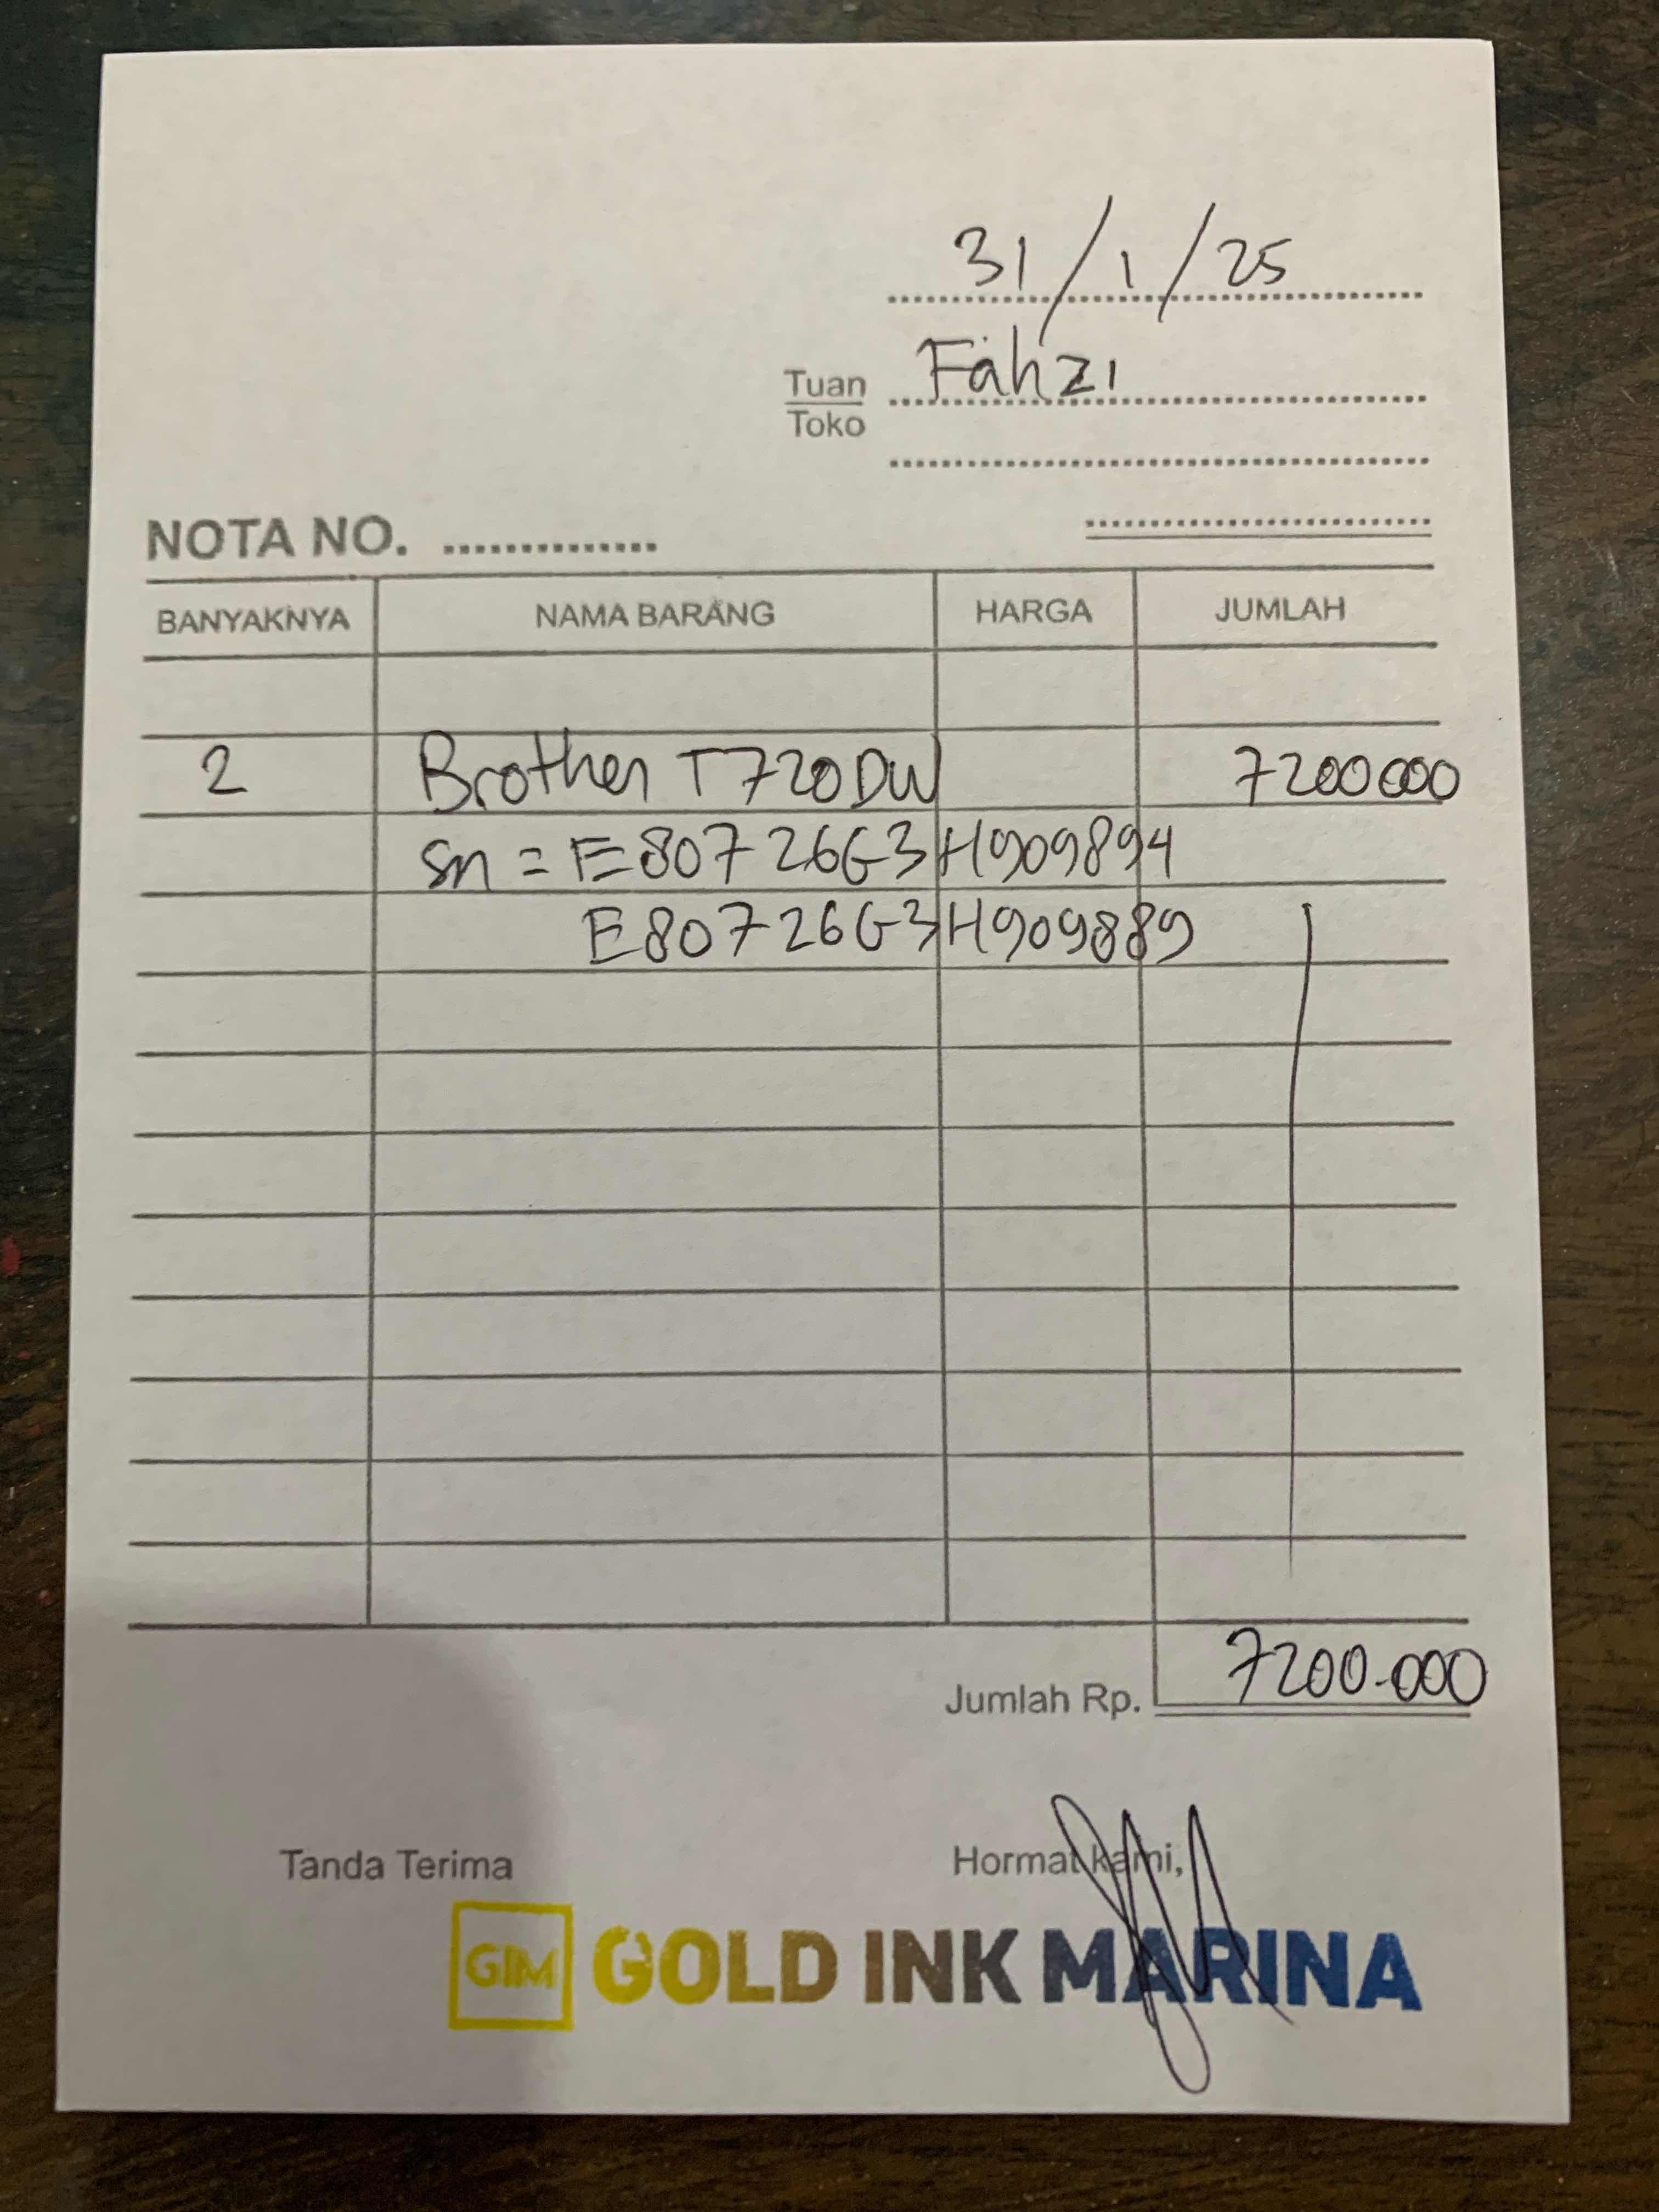 31/1/25
Tuan Fahzi
Toko
NOTA NO.
BANYAKNYA NAMA BARANG HARGA JUMLAH
2 Brother T720DW 7200000
Sn = E80726G3H909894
E80726G3H909889
Jumlah Rp. 7200.000
Tanda Terima Hormat kami,
GIM GOLD INK MARINA